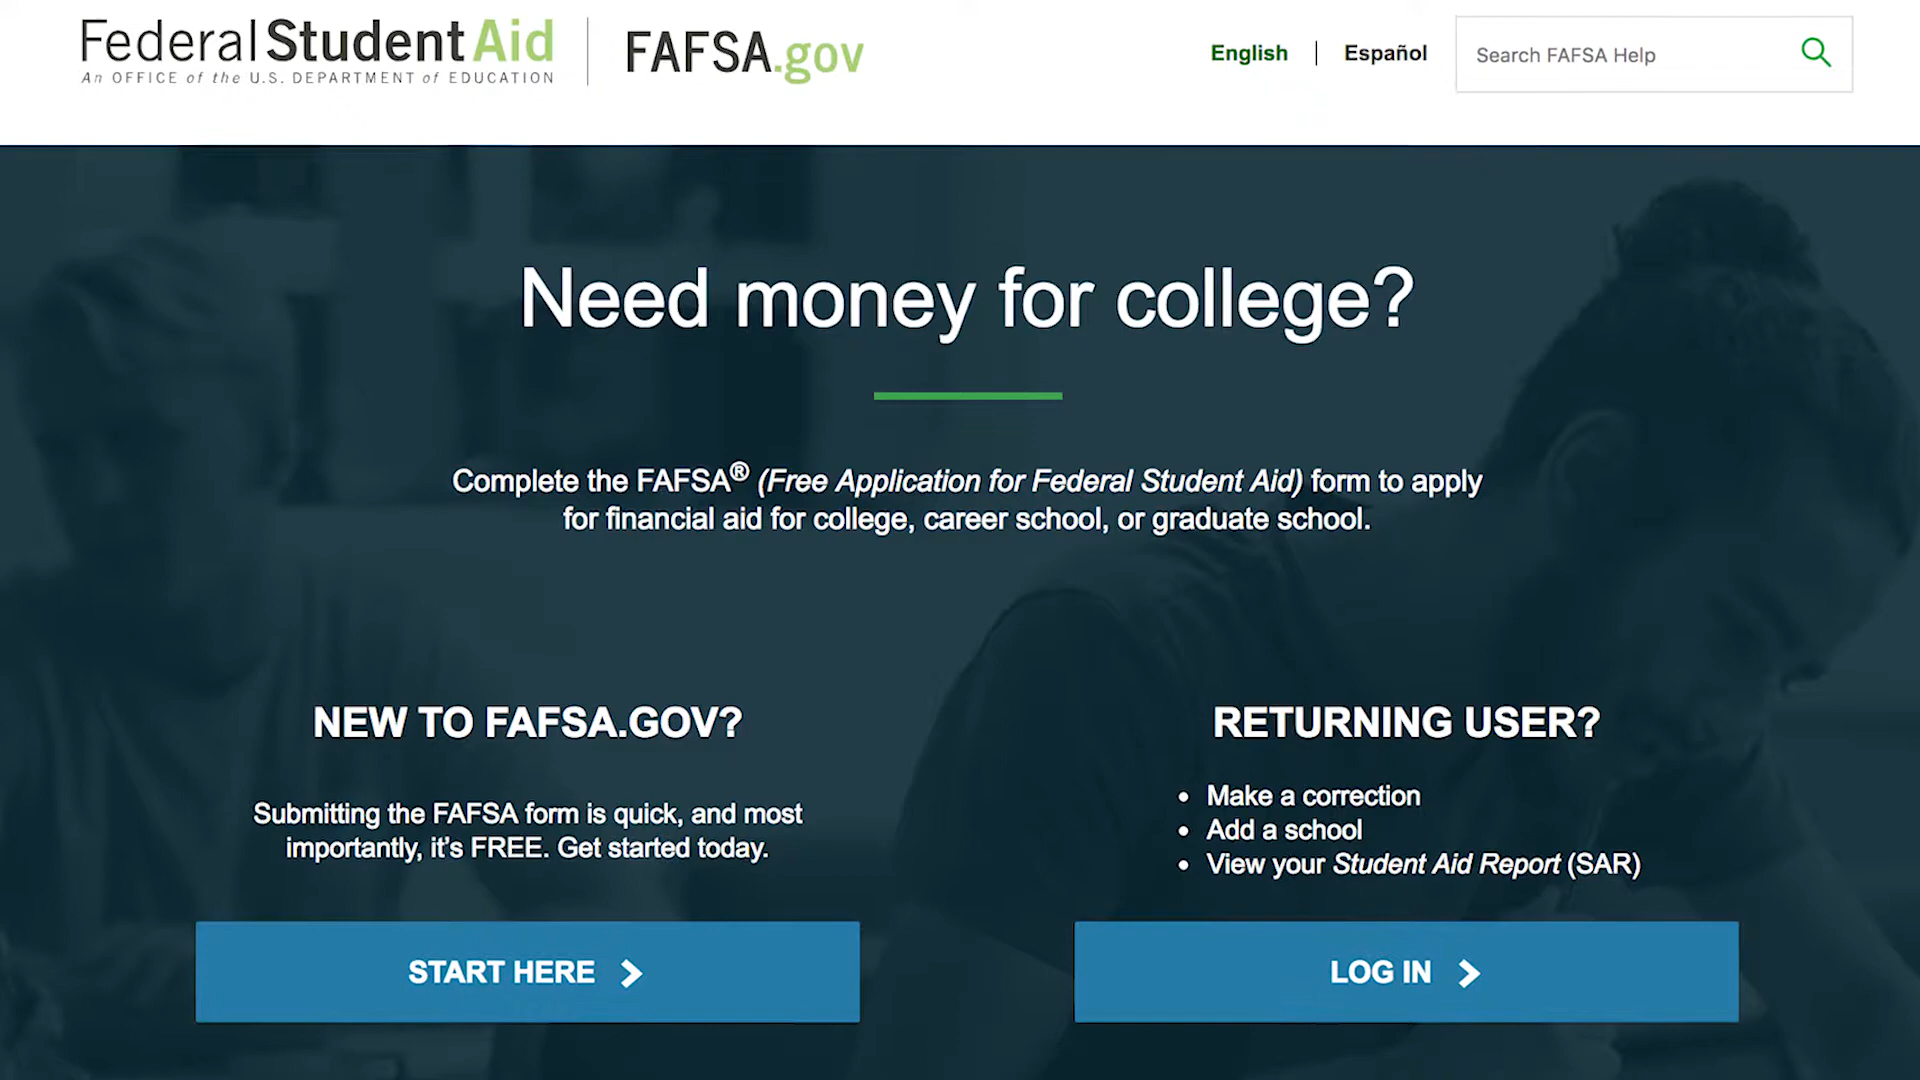 Federal Student Aid
An OFFICE of the U.S. DEPARTMENT of EDUCATION
FAFSA.gov
English | Español
Search FAFSA Help
Need money for college?
Complete the FAFSA® (Free Application for Federal Student Aid) form to apply
for financial aid for college, career school, or graduate school.
NEW TO FAFSA.GOV?
Submitting the FAFSA form is quick, and most
importantly, it's FREE. Get started today.
START HERE
RETURNING USER?
• Make a correction
• Add a school
• View your Student Aid Report (SAR)
LOG IN